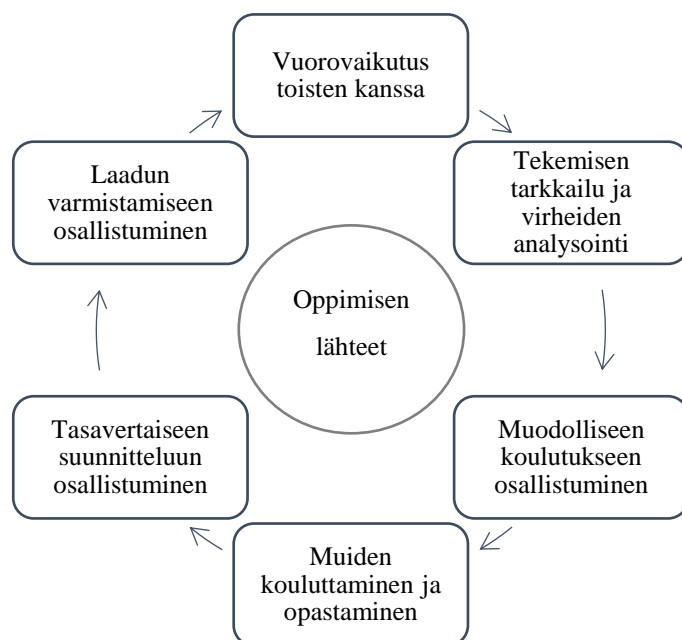 Vuorovaikutus
toisten kanssa
Tekemisen
tarkkailu ja
virheiden
analysointi
Muodolliseen
koulutukseen
osallistuminen
Muiden
kouluttaminen ja
opastaminen
Tasavertaiseen
suunnitteluun
osallistuminen
Laadun
varmistamiseen
osallistuminen
Oppimisen
lähteet